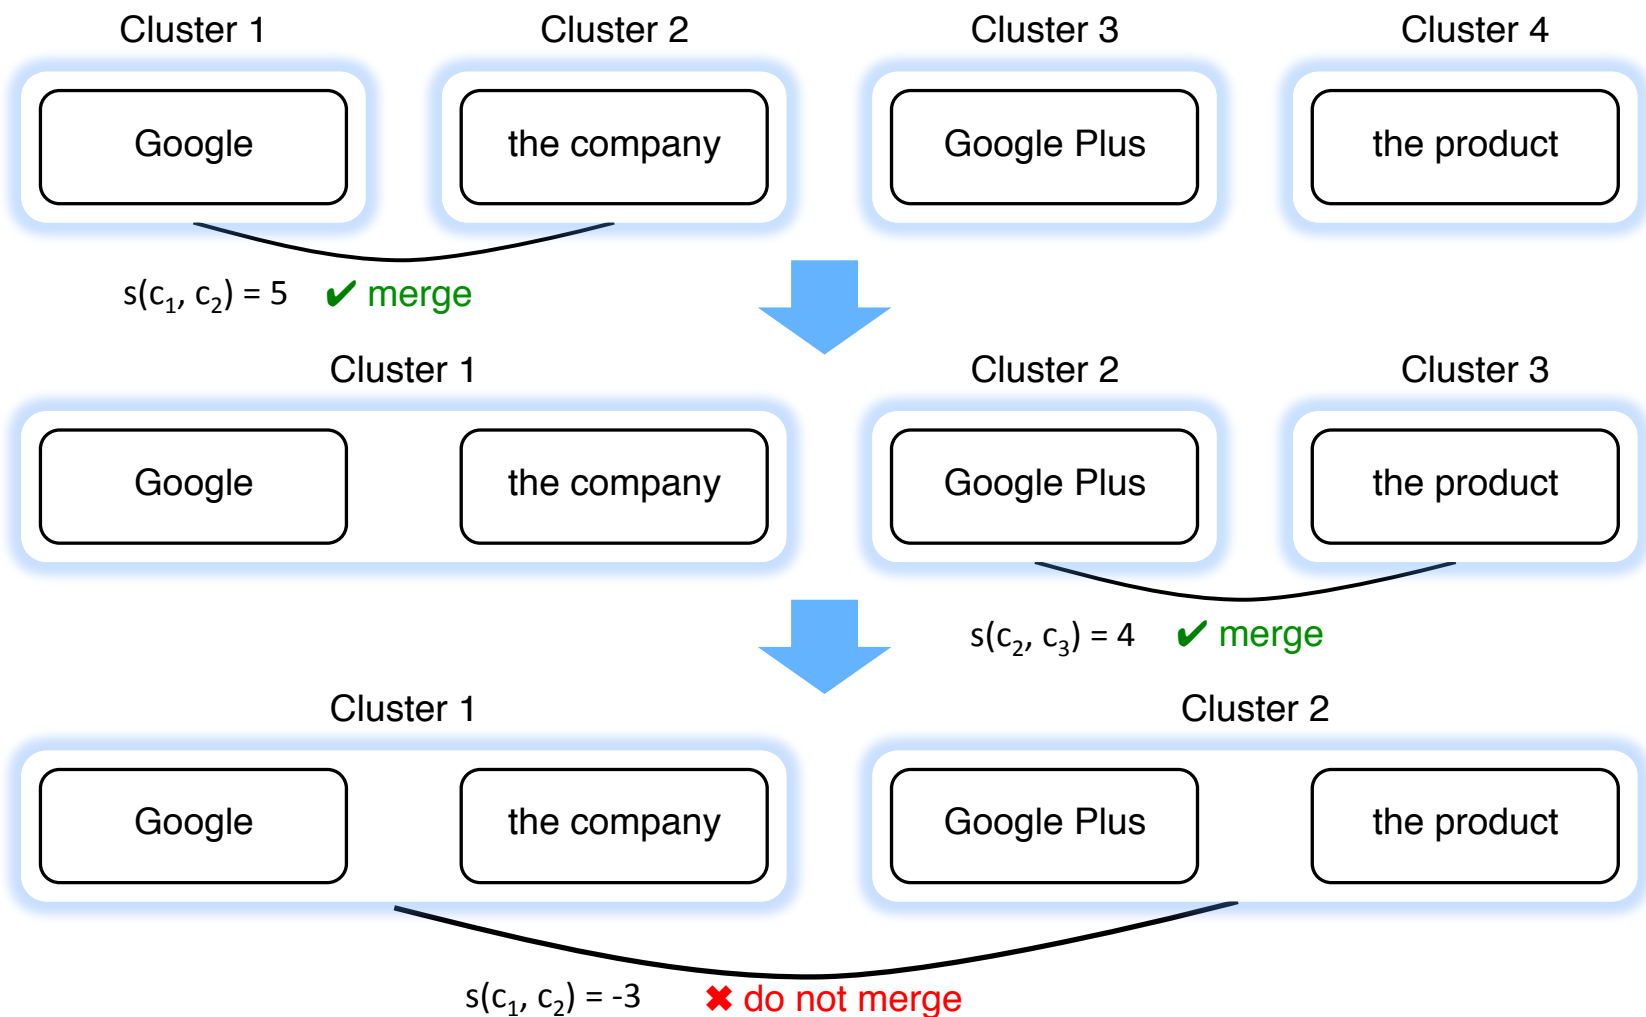 Cluster 1 Cluster 2 Cluster 3 Cluster 4
Google the company Google Plus the product
s(c₁, c₂) = 5 ✔ merge
Cluster 1 Cluster 2 Cluster 3
Google the company Google Plus the product
s(c₂, c₃) = 4 ✔ merge
Cluster 1 Cluster 2
Google the company Google Plus the product
s(c₁, c₂) = -3 ✖ do not merge